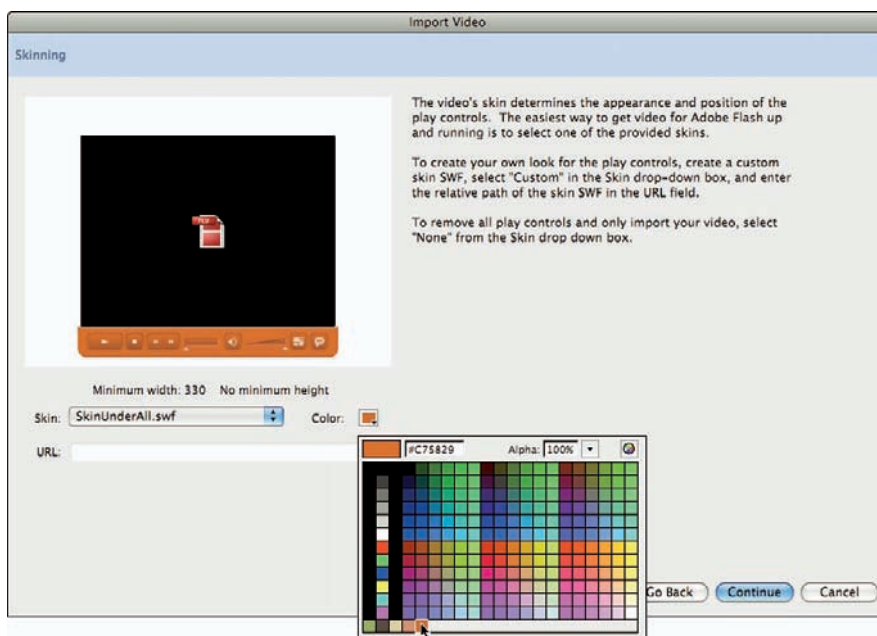 Import Video
Skinning
The video's skin determines the appearance and position of the
play controls. The easiest way to get video for Adobe Flash up
and running is to select one of the provided skins.
To create your own look for the play controls, create a custom
skin SWF, select "Custom" in the Skin drop-down box, and enter
the relative path of the skin SWF in the URL field.
To remove all play controls and only import your video, select
"None" from the Skin drop down box.
FLV
Minimum width: 330 No minimum height
Skin: SkinUnderAll.swf Color:
URL:
#C75829 Alpha: 100%
Go Back Continue Cancel